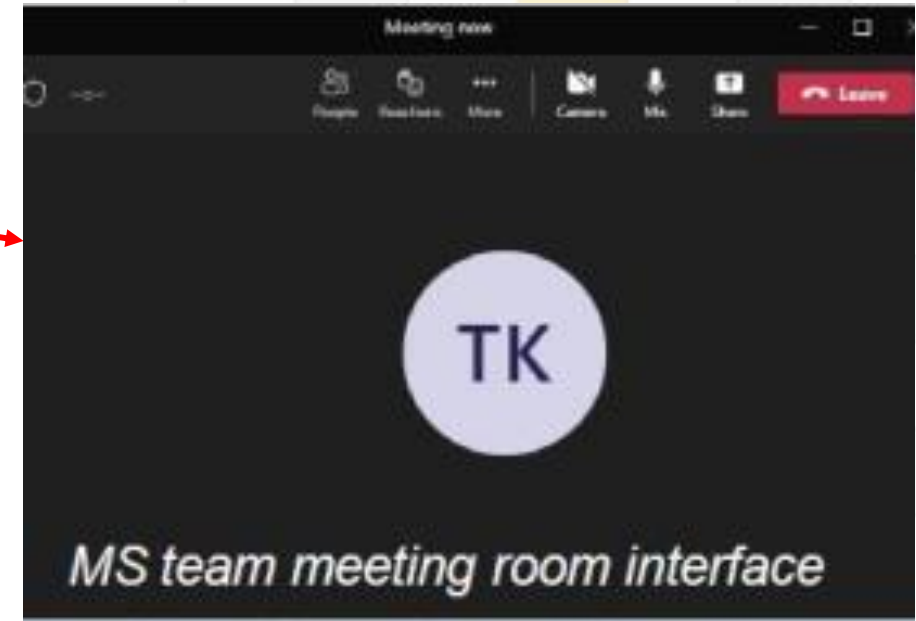 Meeting now
People Reactions More Camera Mic Share Leave
TK
MS team meeting room interface